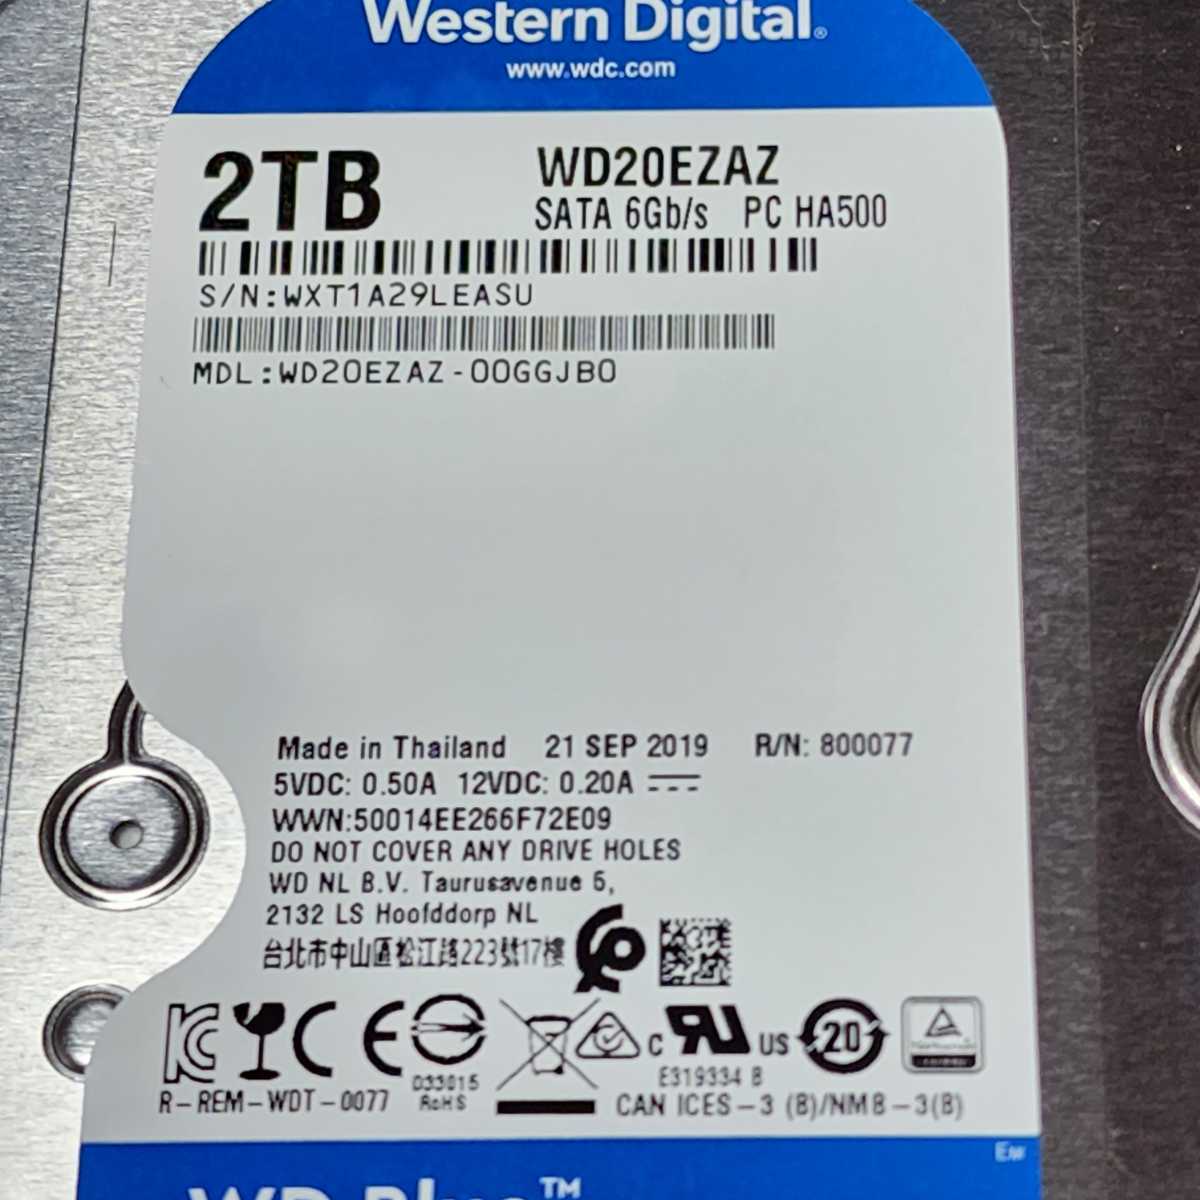 Western Digital®
www.wdc.com
2TB
WD20EZAZ
SATA 6Gb/s PC HA500
S/N:WXT1A29LEASU
MDL:WD20EZAZ-00GGJB0
Made in Thailand 21 SEP 2019 R/N: 800077
5VDC: 0.50A 12VDC: 0.20A
WWN:50014EE266F72E09
DO NOT COVER ANY DRIVE HOLES
WD NL B.V. Taurusavenue 5,
2132 LS Hoofddorp NL
台北市中山區松江路223號17樓
KC CE C US 20
D33015 E319334 B
R-REM-WDT-0077 RoHS CAN ICES-3 (B)/NMB-3(B)
WD Blue™